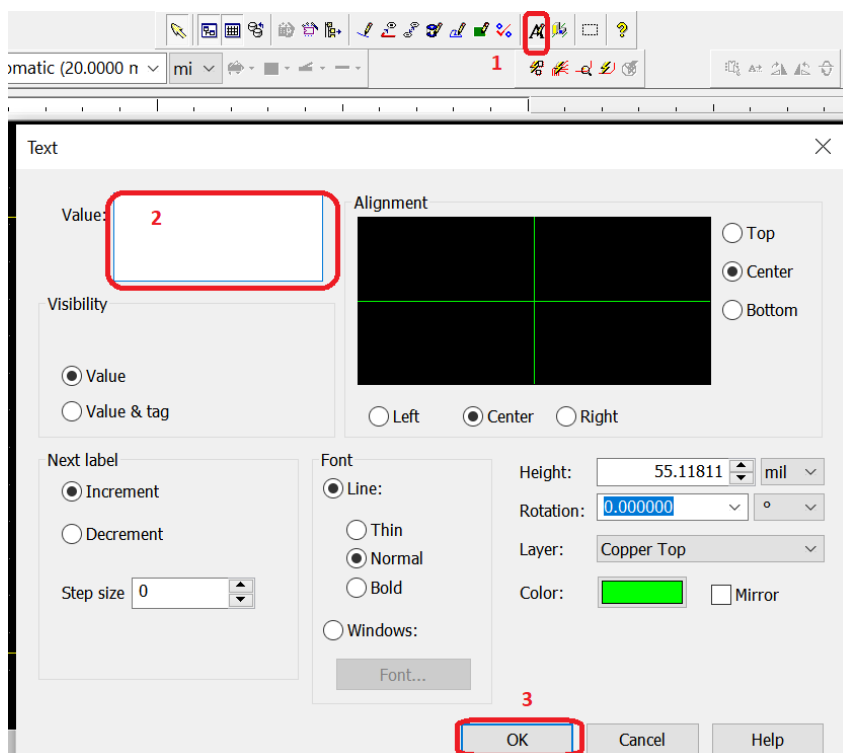 1
omatic (20.0000 m mi
Text
Value: 2
Alignment
Top
Center
Bottom
Visibility
Value
Value & tag
Left Center Right
Next label
Increment
Decrement
Step size 0
Font
Line:
Thin
Normal
Bold
Windows:
Font...
Height: 55.11811 mil
Rotation: 0.000000 °
Layer: Copper Top
Color: Mirror
3
OK Cancel Help